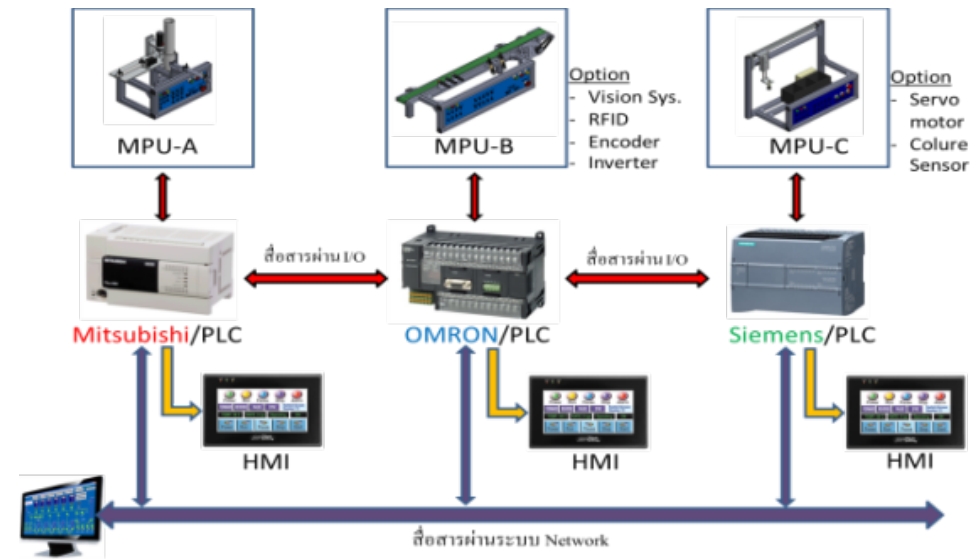 MPU-A
MPU-B
Option
- Vision Sys.
- RFID
- Encoder
- Inverter
MPU-C
Option
- Servo
motor
- Colure
Sensor
สื่อสารผ่าน I/O
สื่อสารผ่าน I/O
Mitsubishi/PLC
OMRON/PLC
Siemens/PLC
HMI
HMI
HMI
สื่อสารผ่านระบบ Network